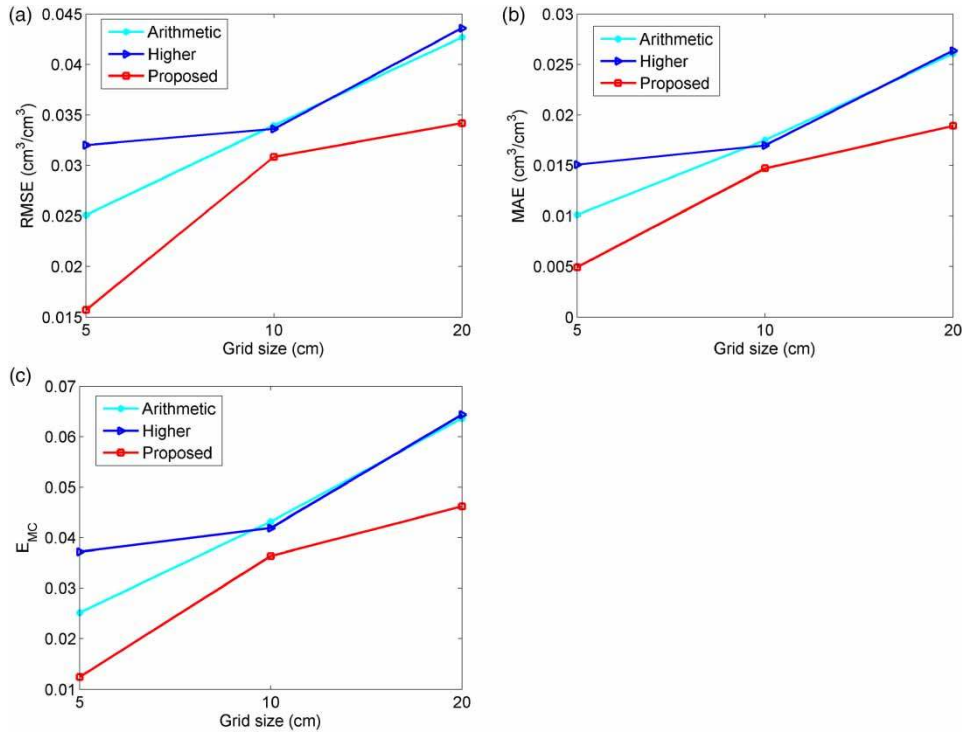 (a)
0.045
0.04
0.035
0.03
0.025
0.02
0.015
RMSE (cm³/cm³)
Arithmetic
Higher
Proposed
5 10 20
Grid size (cm)
(b)
0.03
0.025
0.02
0.015
0.01
0.005
0
MAE (cm³/cm³)
Arithmetic
Higher
Proposed
5 10 20
Grid size (cm)
(c)
0.07
0.06
0.05
0.04
0.03
0.02
0.01
E_MC
Arithmetic
Higher
Proposed
5 10 20
Grid size (cm)